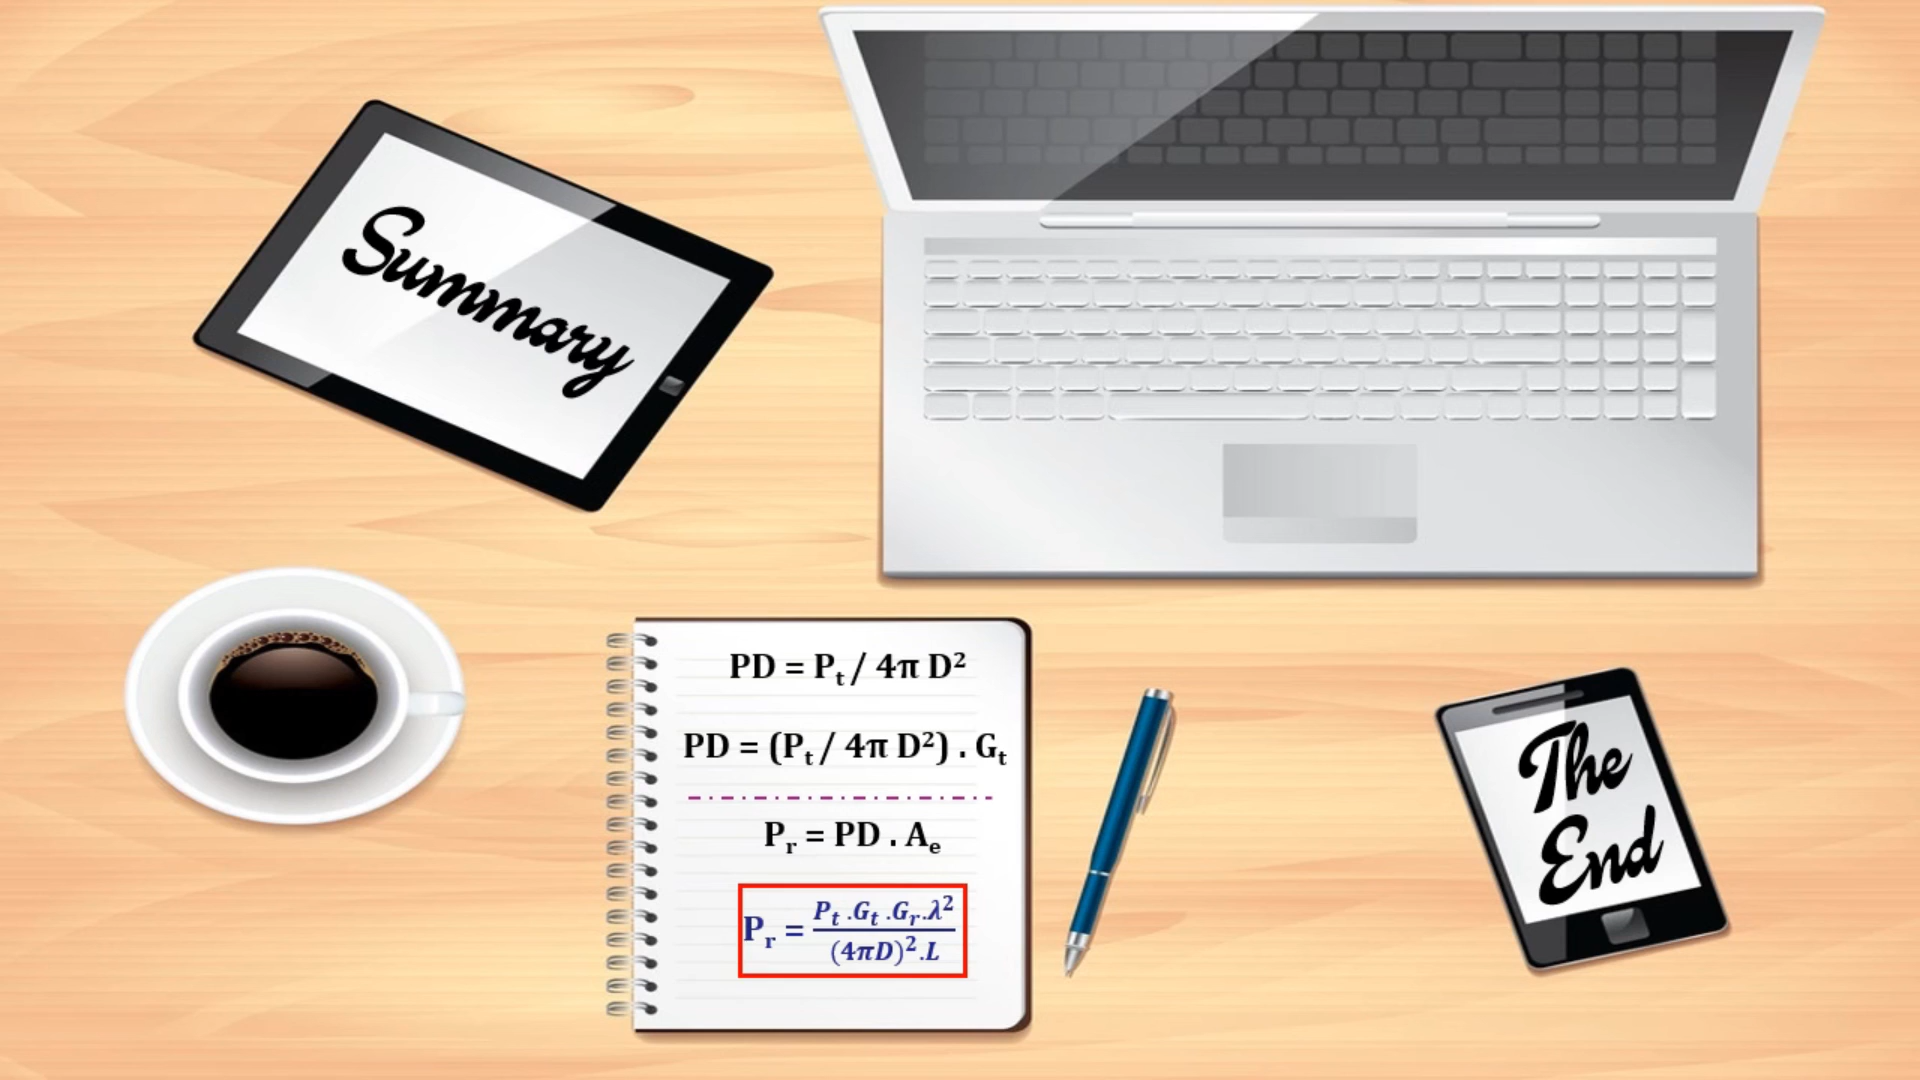 Summary
PD = Pₜ / 4π D²
PD = (Pₜ / 4π D²) . Gₜ
Pᵣ = PD . Aₑ
Pᵣ = Pₜ .Gₜ .Gᵣ.λ² / (4πD)².L
The
End